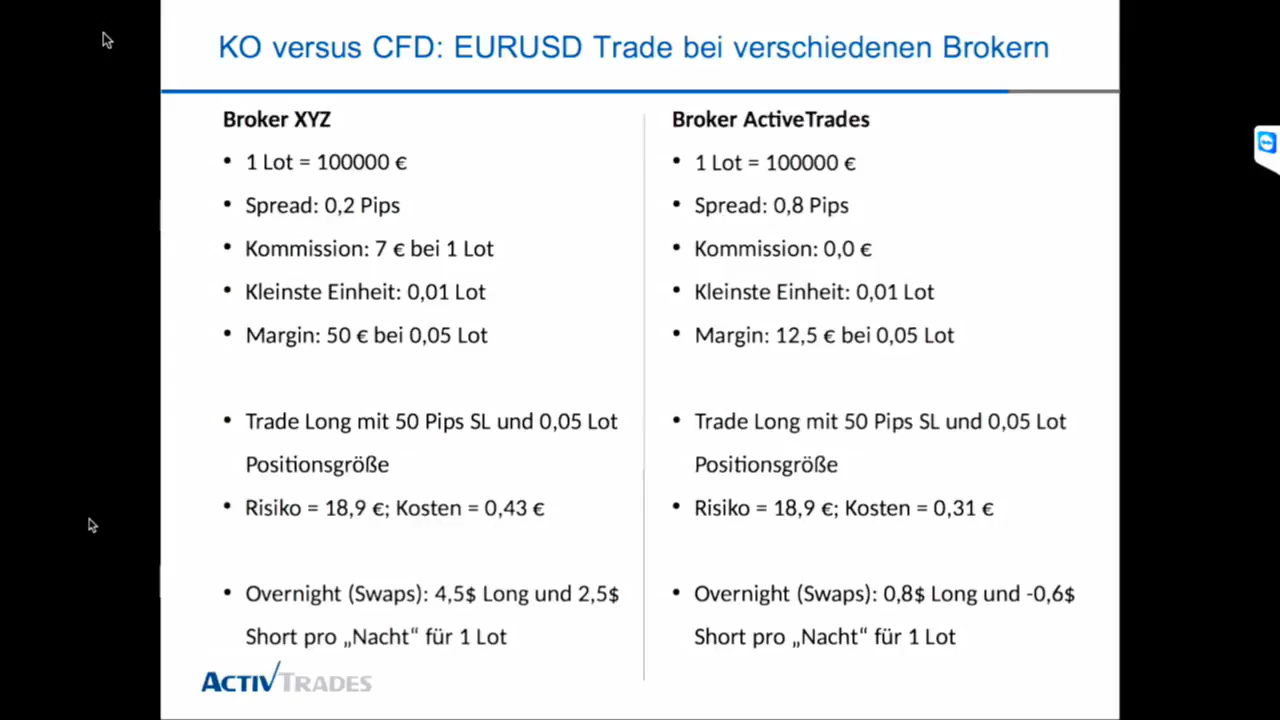 KO versus CFD: EURUSD Trade bei verschiedenen Brokern
Broker XYZ
• 1 Lot = 100000 €
• Spread: 0,2 Pips
• Kommission: 7 € bei 1 Lot
• Kleinste Einheit: 0,01 Lot
• Margin: 50 € bei 0,05 Lot
• Trade Long mit 50 Pips SL und 0,05 Lot
Positionsgröße
• Risiko = 18,9 €; Kosten = 0,43 €
• Overnight (Swaps): 4,5$ Long und 2,5$
Short pro „Nacht“ für 1 Lot
Broker ActiveTrades
• 1 Lot = 100000 €
• Spread: 0,8 Pips
• Kommission: 0,0 €
• Kleinste Einheit: 0,01 Lot
• Margin: 12,5 € bei 0,05 Lot
• Trade Long mit 50 Pips SL und 0,05 Lot
Positionsgröße
• Risiko = 18,9 €; Kosten = 0,31 €
• Overnight (Swaps): 0,8$ Long und -0,6$
Short pro „Nacht“ für 1 Lot
ACTIVTRADES